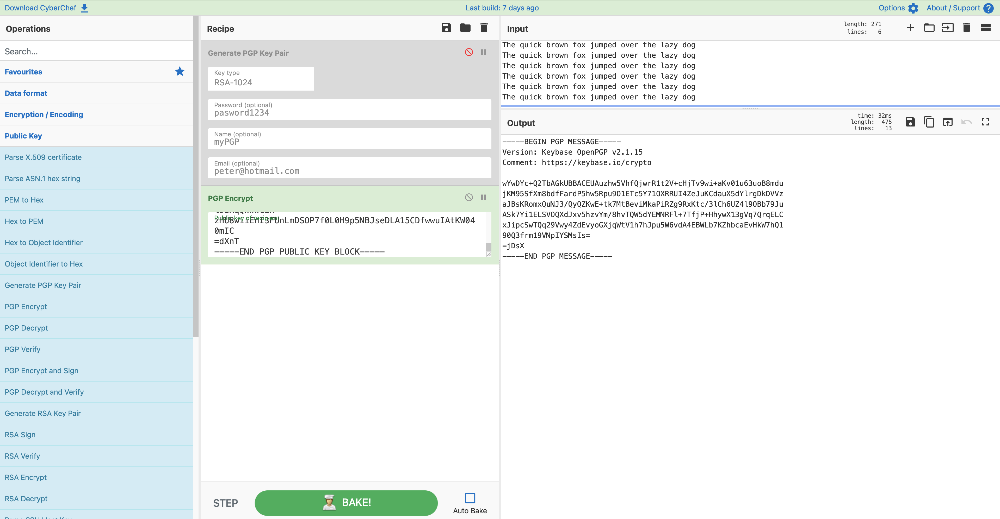 Download CyberChef
Last build: 7 days ago
Options
About / Support
Operations
Search...
Favourites
Data format
Encryption / Encoding
Public Key
Parse X.509 certificate
Parse ASN.1 hex string
PEM to Hex
Hex to PEM
Hex to Object Identifier
Object Identifier to Hex
Generate PGP Key Pair
PGP Encrypt
PGP Decrypt
PGP Verify
PGP Encrypt and Sign
PGP Decrypt and Verify
Generate RSA Key Pair
RSA Sign
RSA Verify
RSA Encrypt
RSA Decrypt
Recipe
Generate PGP Key Pair
Key type
RSA-1024
Password (optional)
pasword1234
Name (optional)
myPGP
Email (optional)
peter@hotmail.com
PGP Encrypt
Public key of recipient
0mIC
=dXnT
-----END PGP PUBLIC KEY BLOCK-----
STEP
BAKE!
Auto Bake
Input
length: 271
lines: 6
The quick brown fox jumped over the lazy dog
The quick brown fox jumped over the lazy dog
The quick brown fox jumped over the lazy dog
The quick brown fox jumped over the lazy dog
The quick brown fox jumped over the lazy dog
The quick brown fox jumped over the lazy dog
Output
time: 32ms
length: 475
lines: 13
-----BEGIN PGP MESSAGE-----
Version: Keybase OpenPGP v2.1.15
Comment: https://keybase.io/crypto
wYwDYc+Q2TbAGkUBBACEUAuzhw5VhfQjwrR1t2V+cHjTv9wi+aKv01u63uoB8mdu
jKM95SfXm8bdfFardP5hw5Rpu9O1ETc5Y71OXRRUI4ZeJuKCdauX5dYlrgDkDVVz
aJBsKRomxQuNJ3/QyQZKwE+tk7MtBeviMkaPiRZg9RxKtc/3lCh6UZ4l9OBb79Ju
ASk7Yi1ELSVOQXdJxv5hzvYm/8hvTQW5dYEMNRFl+7TfjP+HhywX13gVq7QrqELC
xJipcSwTQq29Vwy4ZdEvyoGXjqWtV1h7hJpu5W6vdA4EBWLb7KZhbcaEvHkW7hQ1
90Q3frm19VNpIYSMsIs=
=jDsX
-----END PGP MESSAGE-----